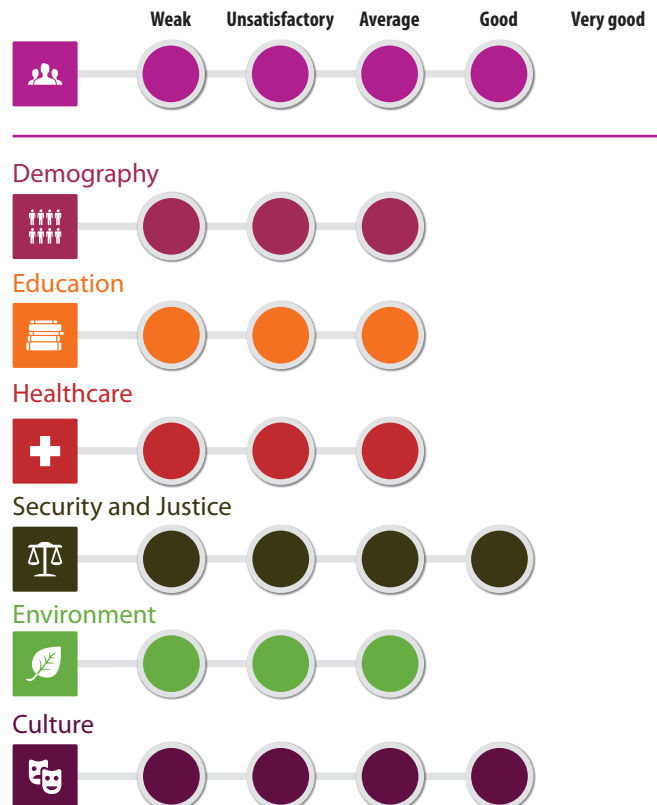 Weak Unsatisfactory Average Good Very good
Demography
Education
Healthcare
Security and Justice
Environment
Culture